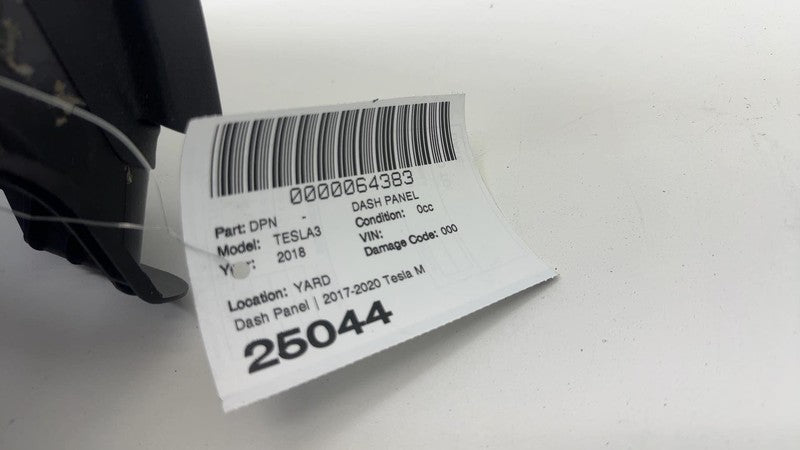 0000064383
Part: DPN - DASH PANEL
Model: TESLA3 Condition: 0cc
Year: 2018 VIN:
Damage Code: 000
Location: YARD
Dash Panel | 2017-2020 Tesla M
25044